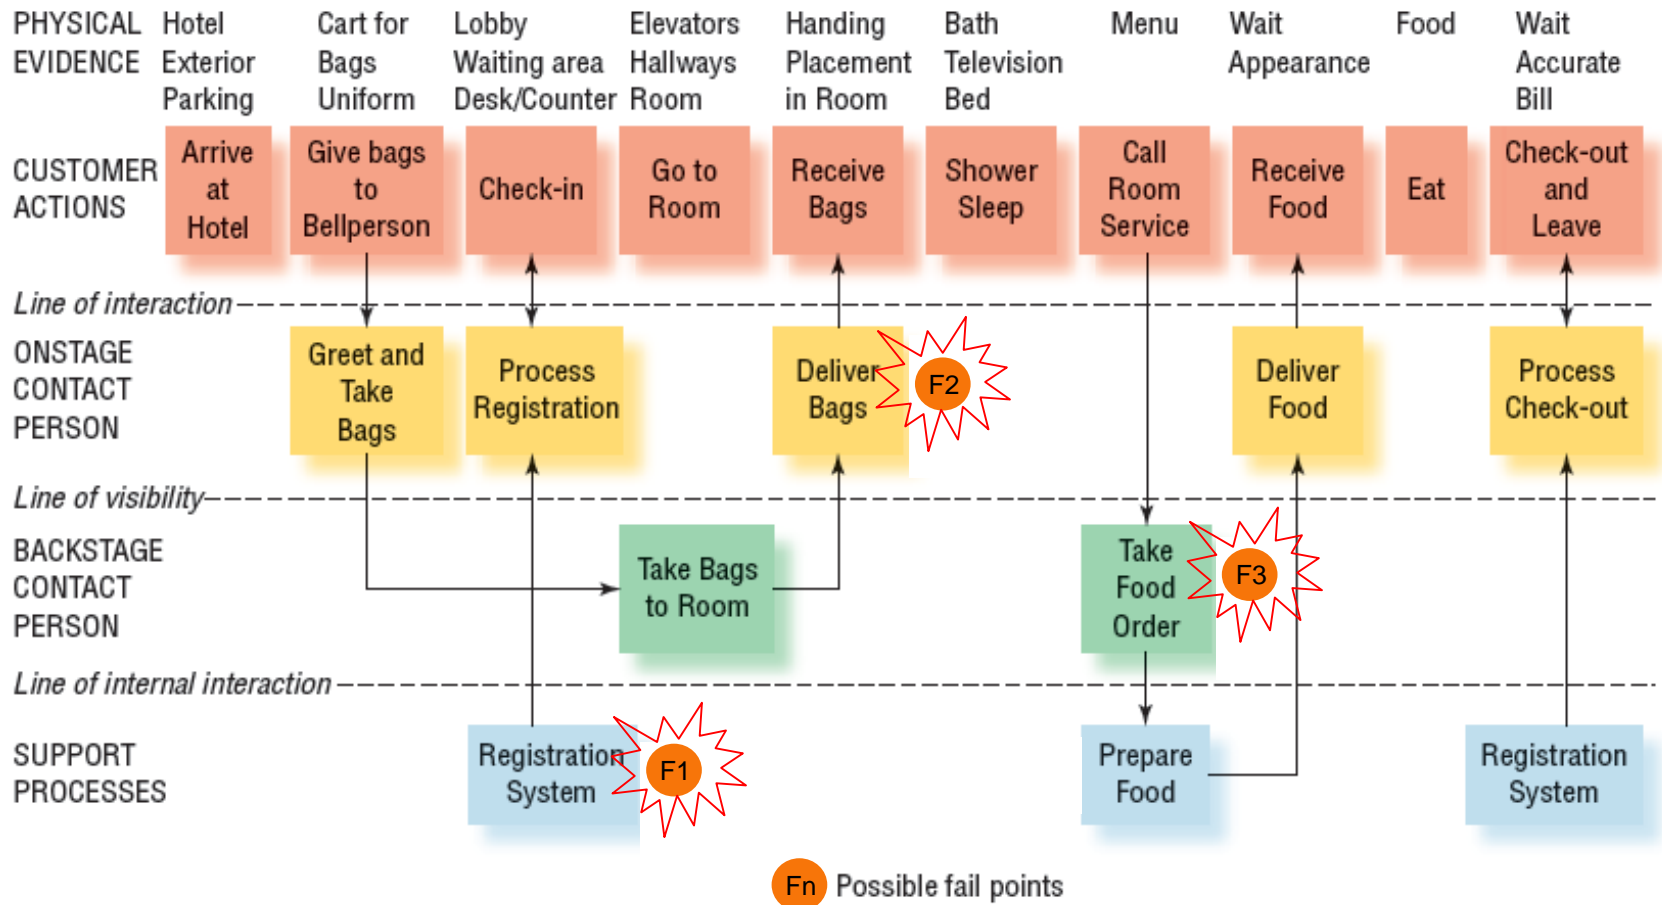 PHYSICAL
EVIDENCE
Hotel
Exterior
Parking
Cart for
Bags
Uniform
Lobby
Waiting area
Desk/Counter
Elevators
Hallways
Room
Handing
Placement
in Room
Bath
Television
Bed
Menu
Wait
Appearance
Food
Wait
Accurate
Bill
CUSTOMER
ACTIONS
Arrive
at
Hotel
Give bags
to
Bellperson
Check-in
Go to
Room
Receive
Bags
Shower
Sleep
Call
Room
Service
Receive
Food
Eat
Check-out
and
Leave
Line of interaction
ONSTAGE
CONTACT
PERSON
Greet and
Take
Bags
Process
Registration
Deliver
Bags
F2
Deliver
Food
Process
Check-out
Line of visibility
BACKSTAGE
CONTACT
PERSON
Take Bags
to Room
Take
Food
Order
F3
Line of internal interaction
SUPPORT
PROCESSES
Registration
System
F1
Prepare
Food
Registration
System
Fn Possible fail points